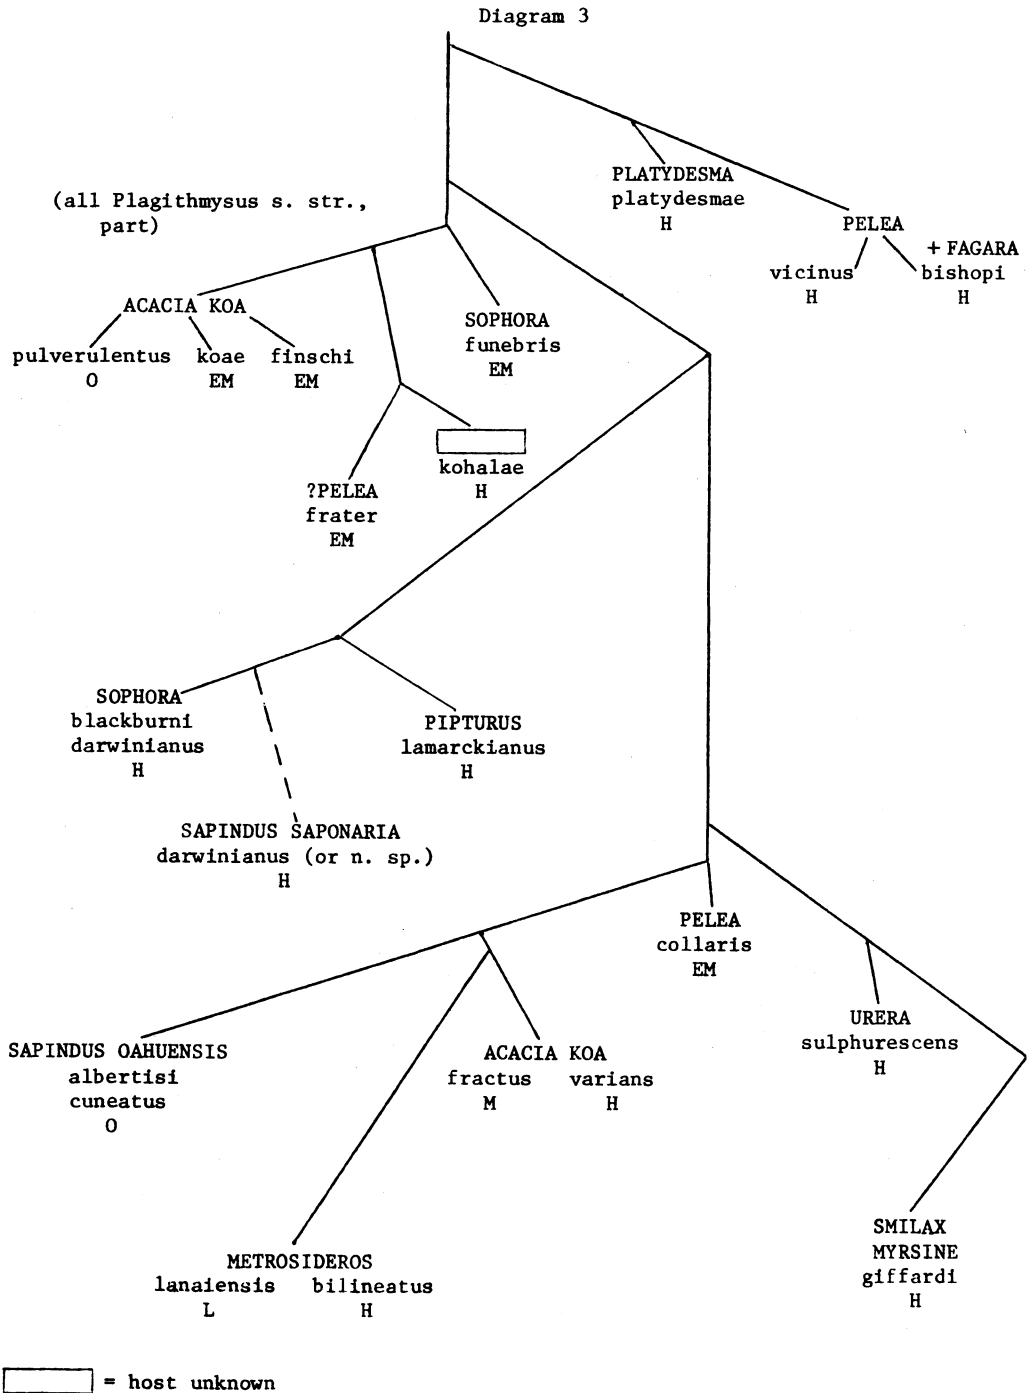 Diagram 3
(all Plagithmysus s. str.,
part)
PLATYDESMA
platydesmae
H
PELEA
+ FAGARA
vicinus
bishopi
H
H
ACACIA KOA
pulverulentus koae finschi
O EM EM
SOPHORA
funebris
EM
kohalae
H
?PELEA
frater
EM
SOPHORA
blackburni
darwinianus
H
PIPTURUS
lamarckianus
H
SAPINDUS SAPONARIA
darwinianus (or n. sp.)
H
PELEA
collaris
EM
URERA
sulphurescens
H
SAPINDUS OAHUENSIS
albertisi
cuneatus
O
ACACIA KOA
fractus varians
M H
METROSIDEROS
lanaiensis bilineatus
L H
SMILAX
MYRSINE
giffardi
H
= host unknown